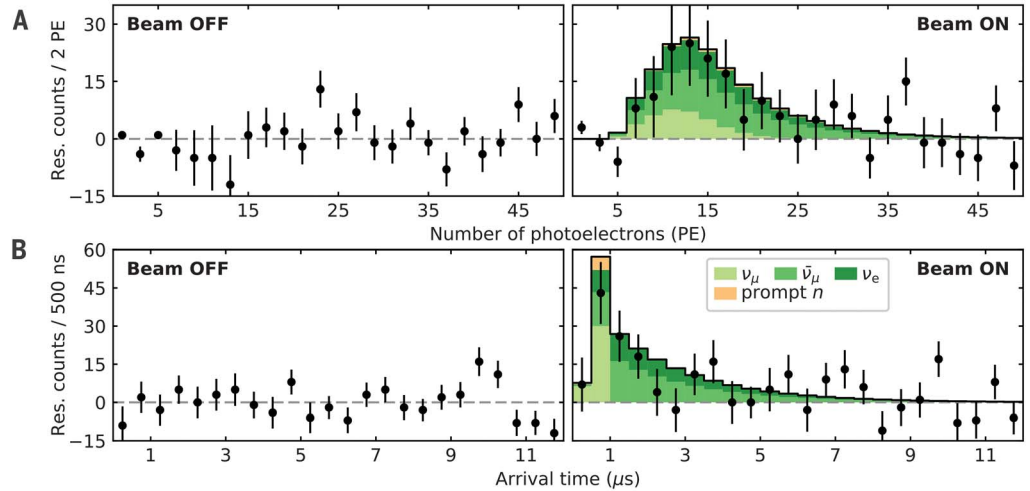 A
Beam OFF
Beam ON
Res. counts / 2 PE
30
15
0
−15
5 15 25 35 45
5 15 25 35 45
Number of photoelectrons (PE)
B
Beam OFF
Beam ON
Res. counts / 500 ns
60
45
30
15
0
−15
νμ ν̄μ νe
prompt n
1 3 5 7 9 11
1 3 5 7 9 11
Arrival time (μs)